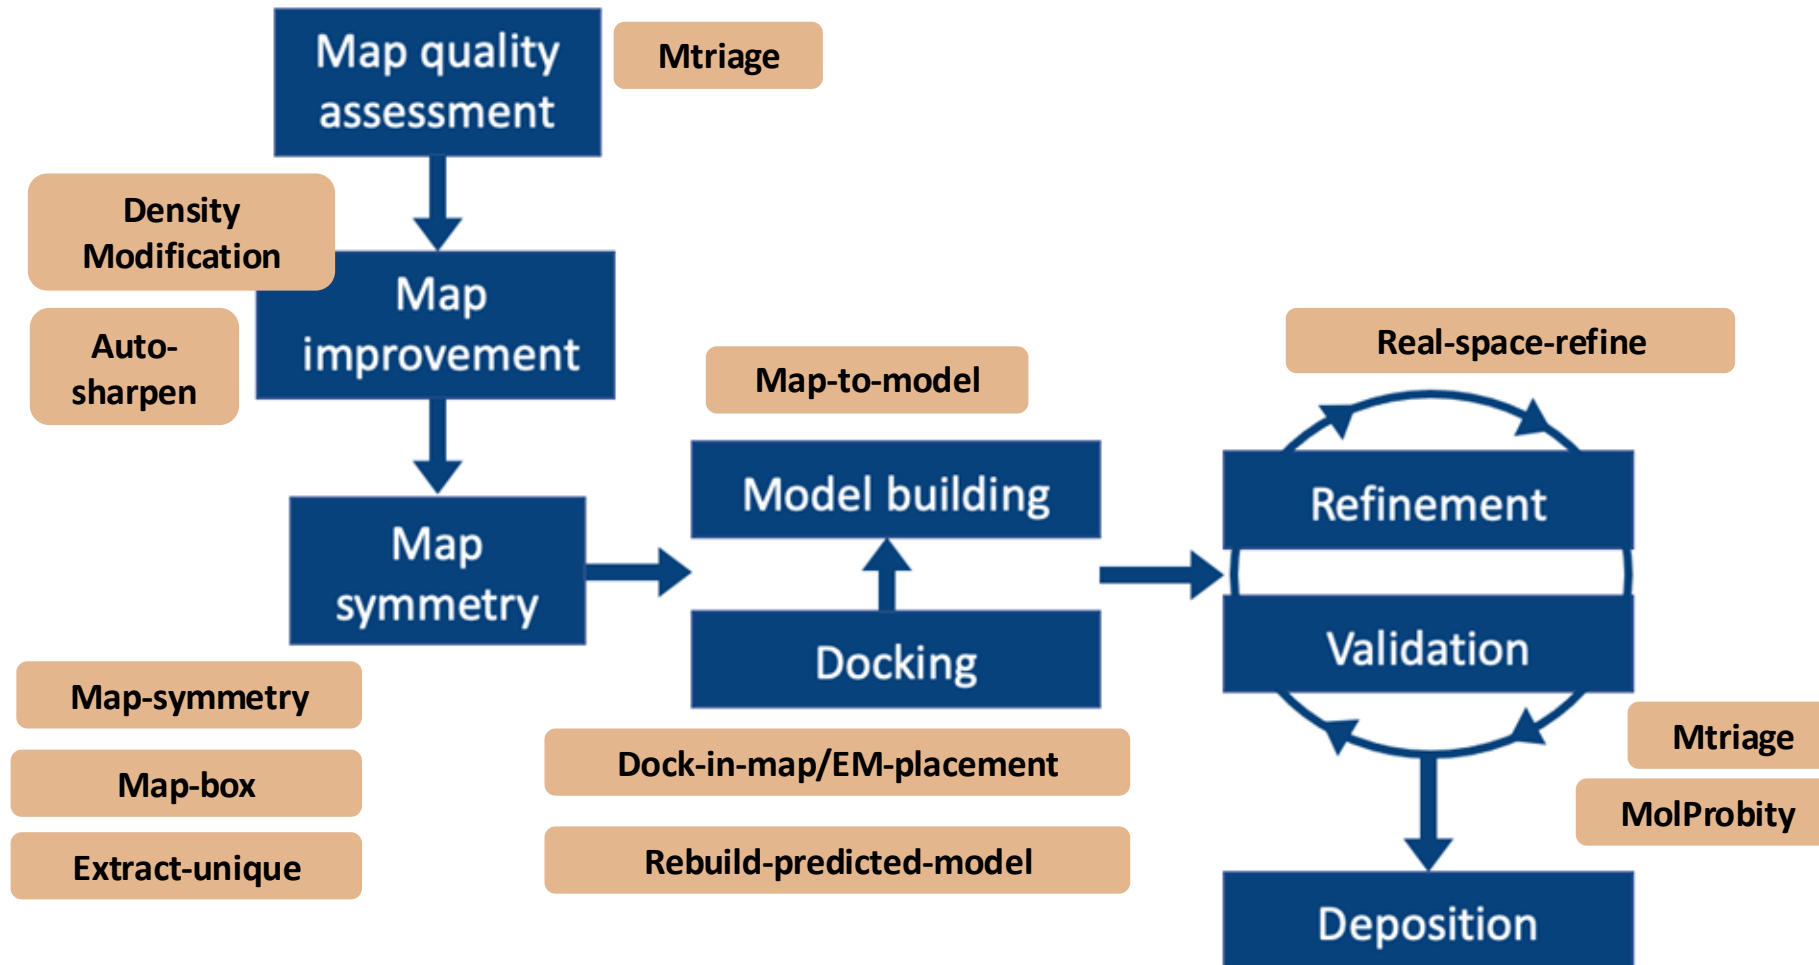 Map quality
assessment
Mtriage
Density
Modification
Map
improvement
Auto-
sharpen
Map
symmetry
Map-symmetry
Map-box
Extract-unique
Map-to-model
Model building
Docking
Dock-in-map/EM-placement
Rebuild-predicted-model
Real-space-refine
Refinement
Validation
Mtriage
MolProbity
Deposition